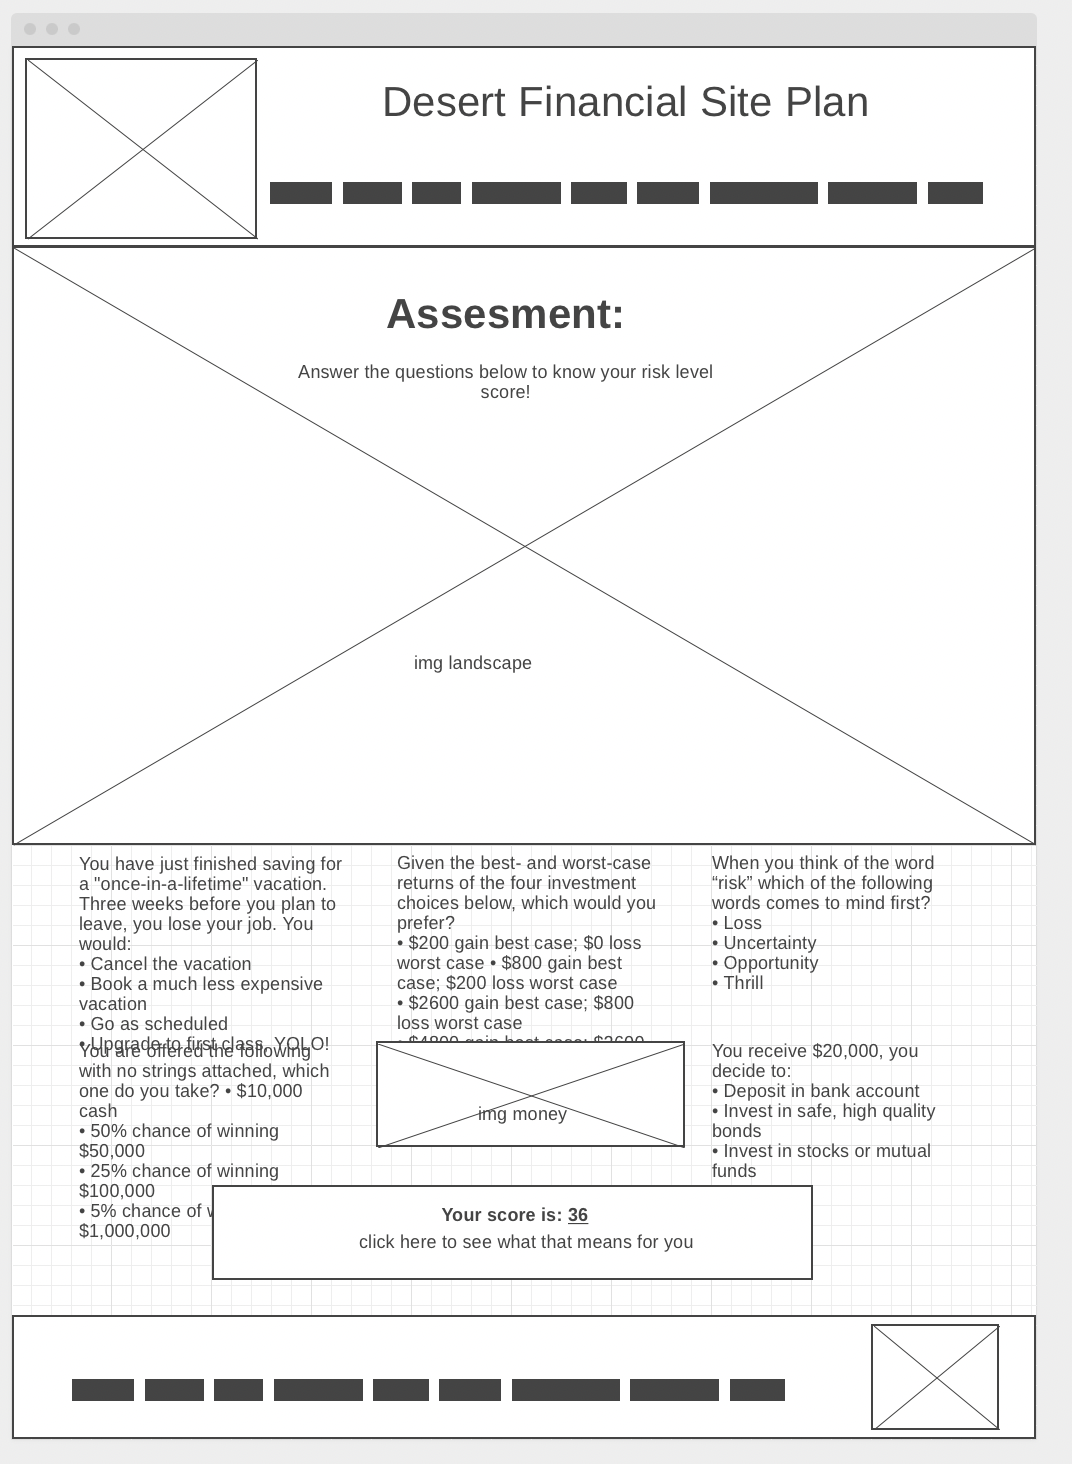 Desert Financial Site Plan
Assesment:
Answer the questions below to know your risk level
score!
img landscape
You have just finished saving for
a "once-in-a-lifetime" vacation.
Three weeks before you plan to
leave, you lose your job. You
would:
• Cancel the vacation
• Book a much less expensive
vacation
• Go as scheduled
• Upgrade to first class, YOLO!
Given the best- and worst-case
returns of the four investment
choices below, which would you
prefer?
• $200 gain best case; $0 loss
worst case • $800 gain best
case; $200 loss worst case
• $2600 gain best case; $800
loss worst case
• $4800 gain best case; $2600
When you think of the word
“risk” which of the following
words comes to mind first?
• Loss
• Uncertainty
• Opportunity
• Thrill
You are offered the following
with no strings attached, which
one do you take? • $10,000
cash
• 50% chance of winning
$50,000
• 25% chance of winning
$100,000
• 5% chance of
$1,000,000
img money
You receive $20,000, you
decide to:
• Deposit in bank account
• Invest in safe, high quality
bonds
• Invest in stocks or mutual
funds
Your score is: 36
click here to see what that means for you